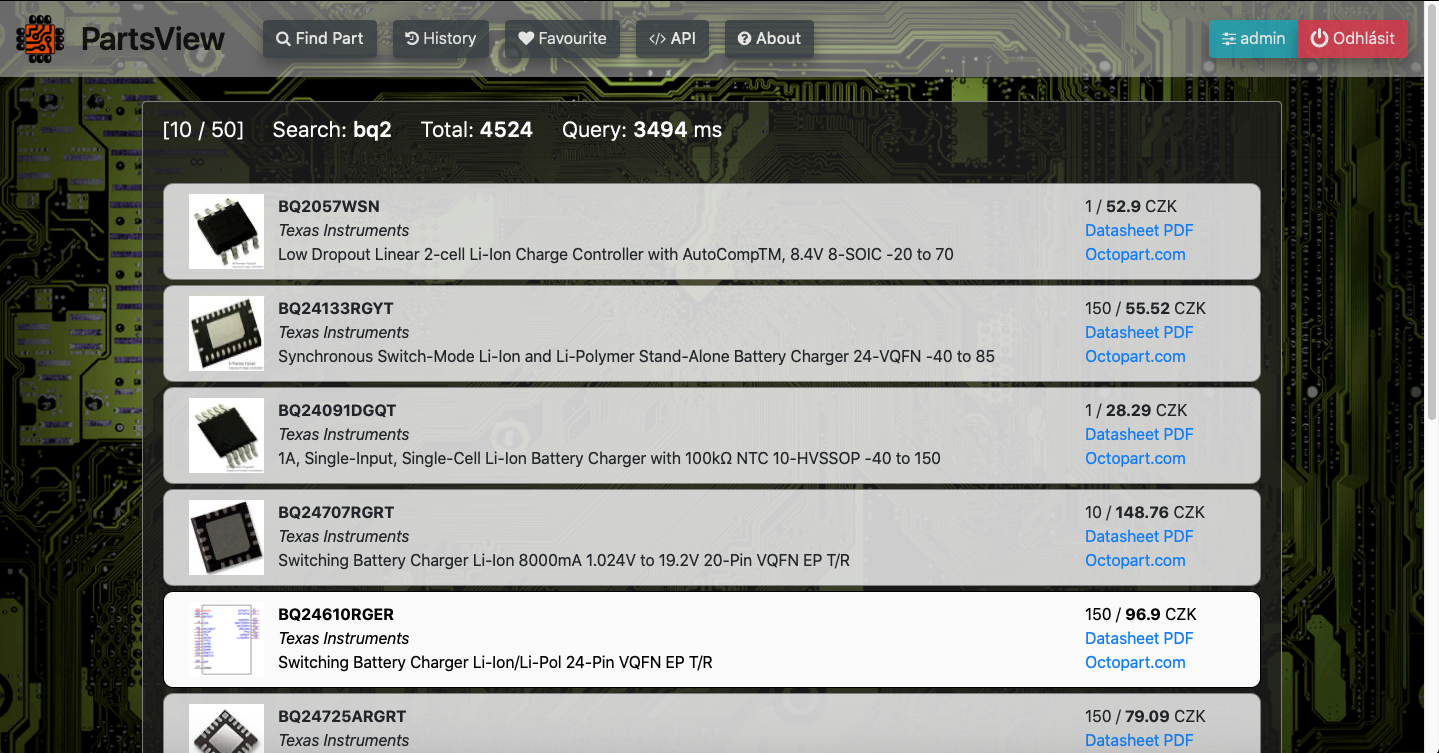 PartsView
Find Part
History
Favourite
</> API
About
admin
Odhlásit
[10 / 50] Search: bq2 Total: 4524 Query: 3494 ms
BQ2057WSN
Texas Instruments
Low Dropout Linear 2-cell Li-Ion Charge Controller with AutoCompTM, 8.4V 8-SOIC -20 to 70
1 / 52.9 CZK
Datasheet PDF
Octopart.com
BQ24133RGYT
Texas Instruments
Synchronous Switch-Mode Li-Ion and Li-Polymer Stand-Alone Battery Charger 24-VQFN -40 to 85
150 / 55.52 CZK
Datasheet PDF
Octopart.com
BQ24091DGQT
Texas Instruments
1A, Single-Input, Single-Cell Li-Ion Battery Charger with 100kΩ NTC 10-HVSSOP -40 to 150
1 / 28.29 CZK
Datasheet PDF
Octopart.com
BQ24707RGRT
Texas Instruments
Switching Battery Charger Li-Ion 8000mA 1.024V to 19.2V 20-Pin VQFN EP T/R
10 / 148.76 CZK
Datasheet PDF
Octopart.com
BQ24610RGER
Texas Instruments
Switching Battery Charger Li-Ion/Li-Pol 24-Pin VQFN EP T/R
150 / 96.9 CZK
Datasheet PDF
Octopart.com
BQ24725ARGRT
Texas Instruments
150 / 79.09 CZK
Datasheet PDF